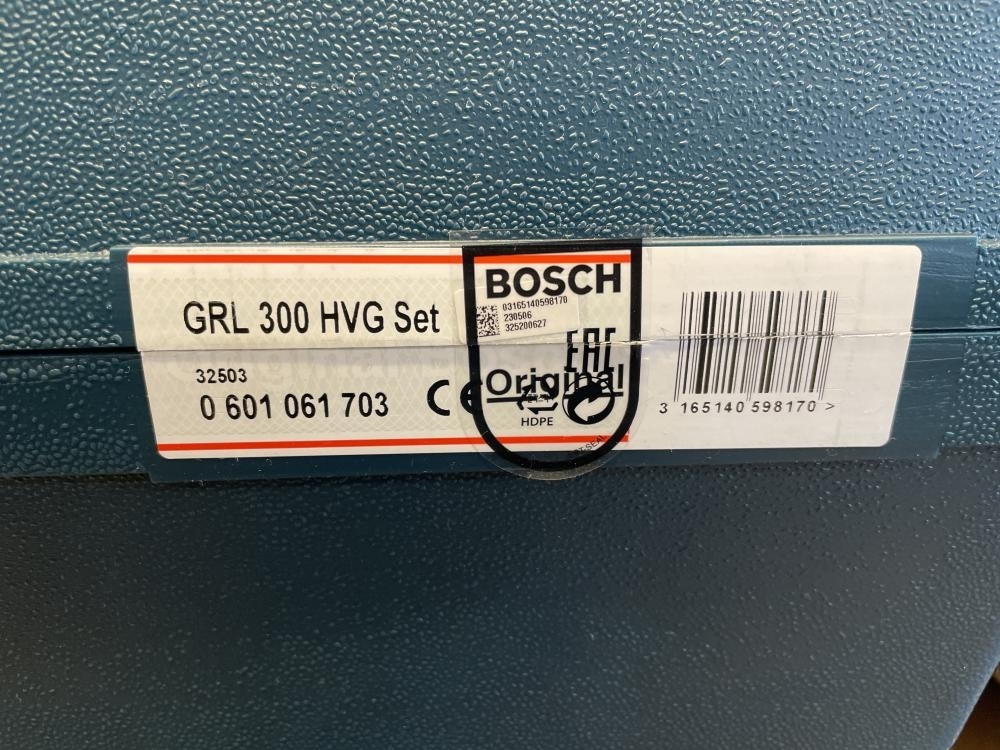 GRL 300 HVG Set
32503
0 601 061 703
CE
BOSCH
03165140598170
230506
325200627
EAC
Original
HDPE
3 165140 598170 >